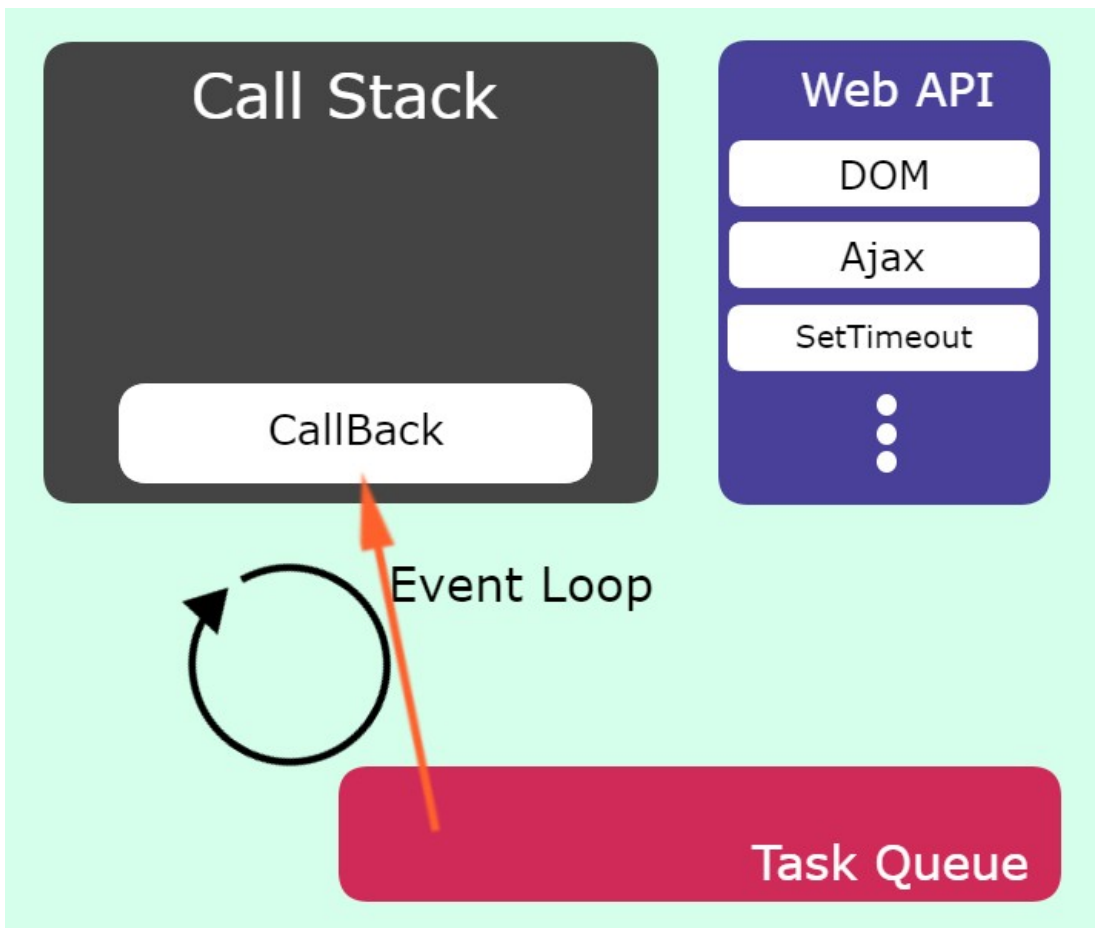 Call Stack
CallBack
Web API
DOM
Ajax
SetTimeout
Event Loop
Task Queue